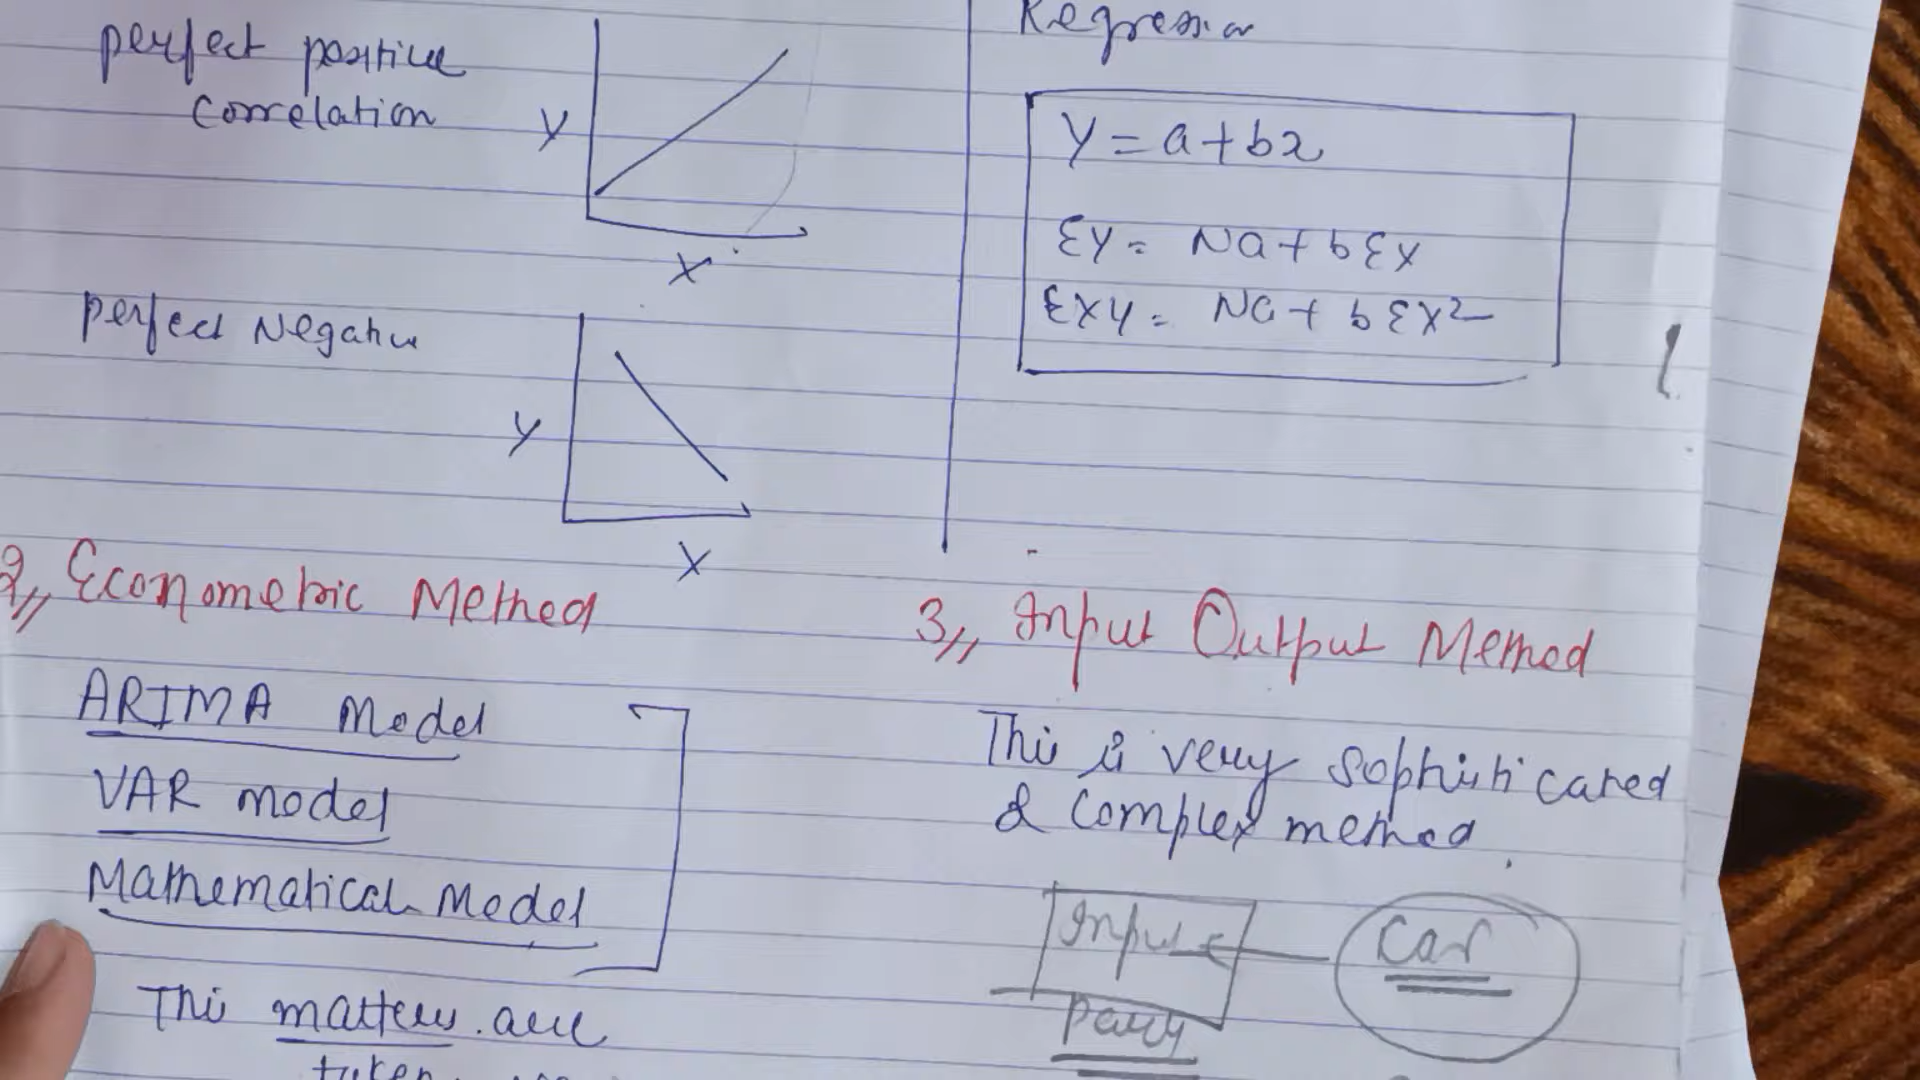 perfect positive
Correlation
Y
X
perfect Negative
Y
X
Regression
Y = a + bx
ΣY = Na + bΣX
ΣXY = Na + bΣX²
2,, Econometric Method
ARIMA Model
VAR model
Mathematical Model
This matters are
taken
3,, Input Output Method
This is very sophisticated
& Complex method
Input
Car